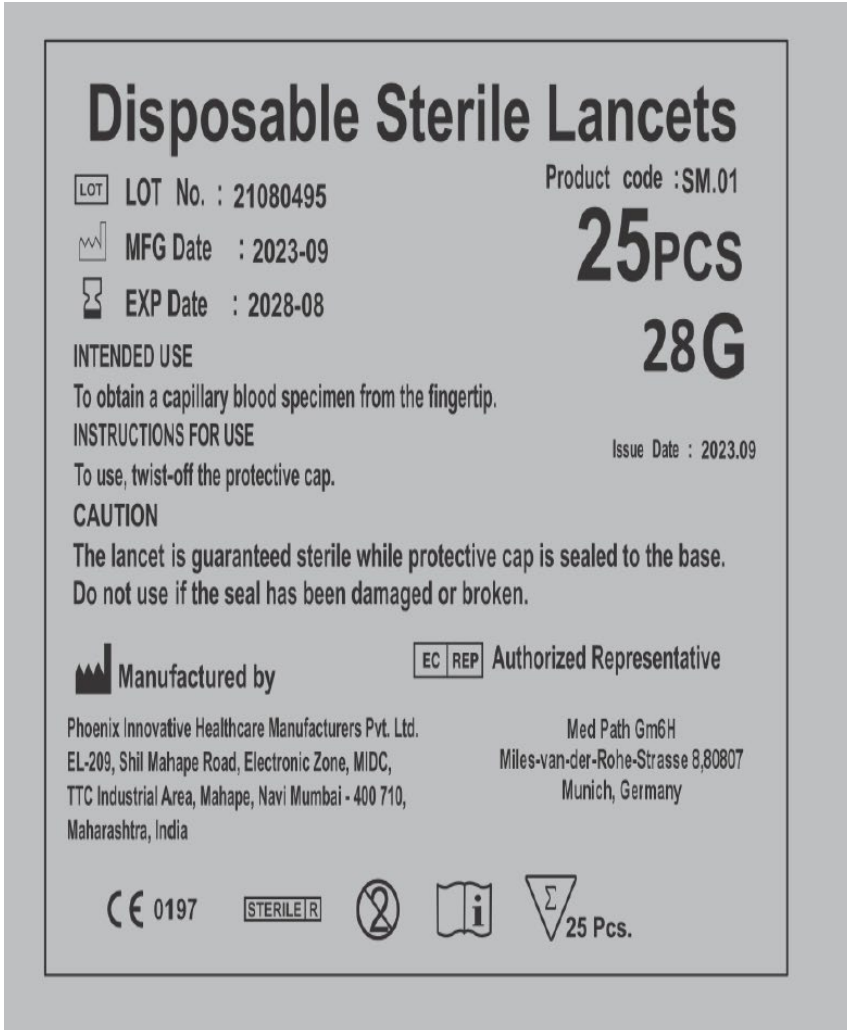 Disposable Sterile Lancets
LOT LOT No. : 21080495
Product code :SM.01
MFG Date : 2023-09
25PCS
EXP Date : 2028-08
28G
INTENDED USE
To obtain a capillary blood specimen from the fingertip.
INSTRUCTIONS FOR USE
Issue Date : 2023.09
To use, twist-off the protective cap.
CAUTION
The lancet is guaranteed sterile while protective cap is sealed to the base.
Do not use if the seal has been damaged or broken.
Manufactured by
Phoenix Innovative Healthcare Manufacturers Pvt. Ltd.
EL-209, Shil Mahape Road, Electronic Zone, MIDC,
TTC Industrial Area, Mahape, Navi Mumbai - 400 710,
Maharashtra, India
EC REP Authorized Representative
Med Path Gm6H
Miles-van-der-Rohe-Strasse 8,80807
Munich, Germany
CE 0197
STERILE R
2
i
Σ
25 Pcs.